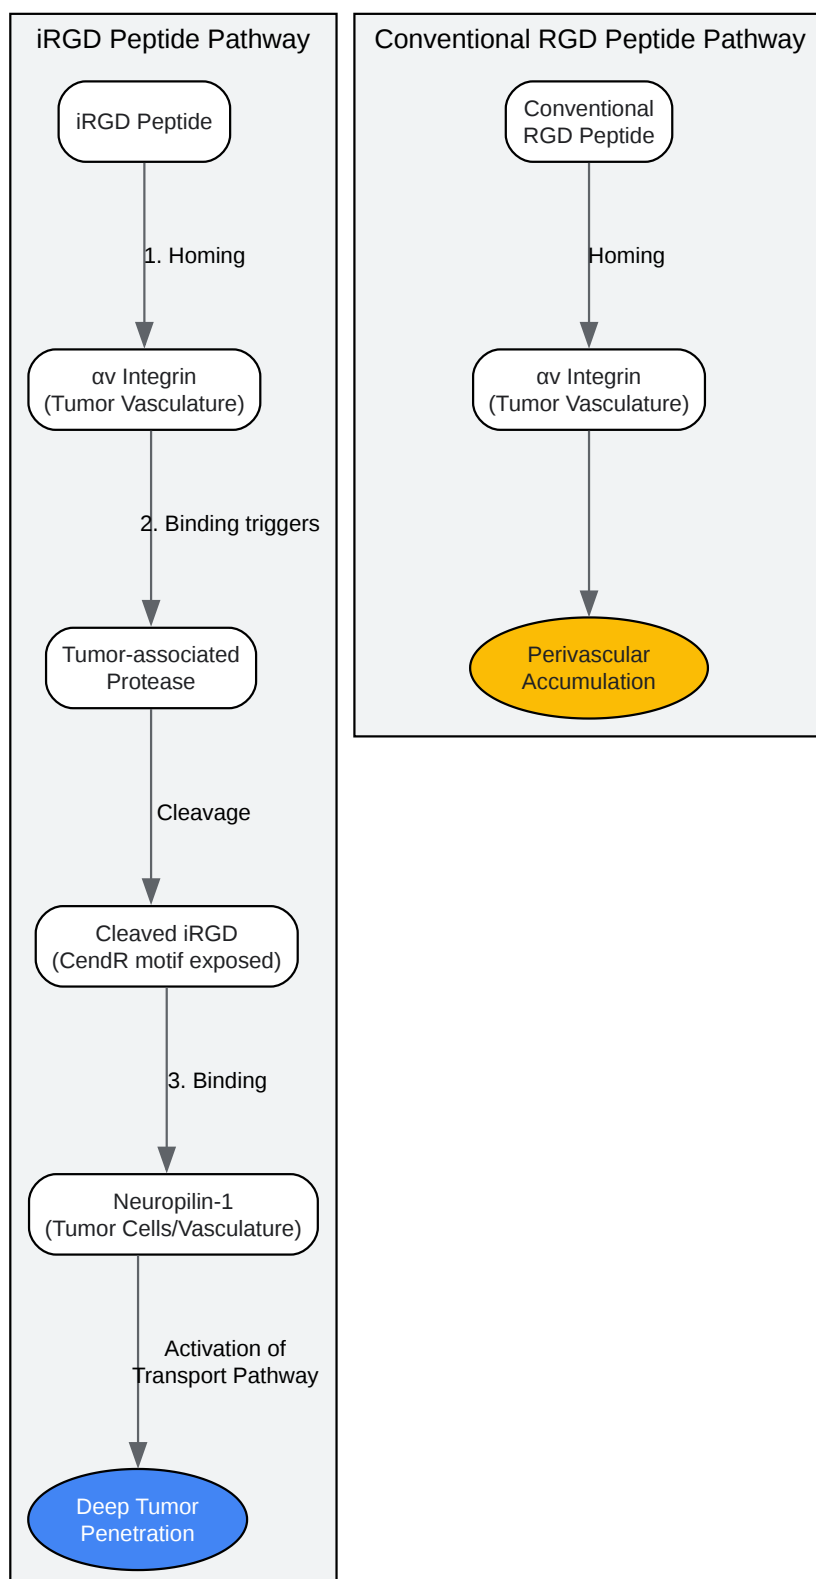 iRGD Peptide Pathway
iRGD Peptide
1. Homing
αv Integrin
(Tumor Vasculature)
2. Binding triggers
Tumor-associated
Protease
Cleavage
Cleaved iRGD
(CendR motif exposed)
3. Binding
Neuropilin-1
(Tumor Cells/Vasculature)
Activation of
Transport Pathway
Deep Tumor
Penetration
Conventional RGD Peptide Pathway
Conventional
RGD Peptide
Homing
αv Integrin
(Tumor Vasculature)
Perivascular
Accumulation